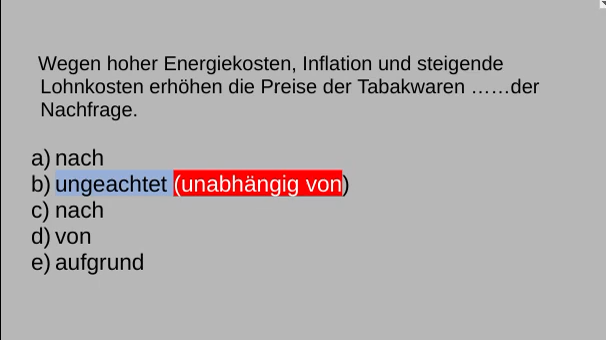 Wegen hoher Energiekosten, Inflation und steigende
Lohnkosten erhöhen die Preise der Tabakwaren ……der
Nachfrage.
a) nach
b) ungeachtet (unabhängig von)
c) nach
d) von
e) aufgrund